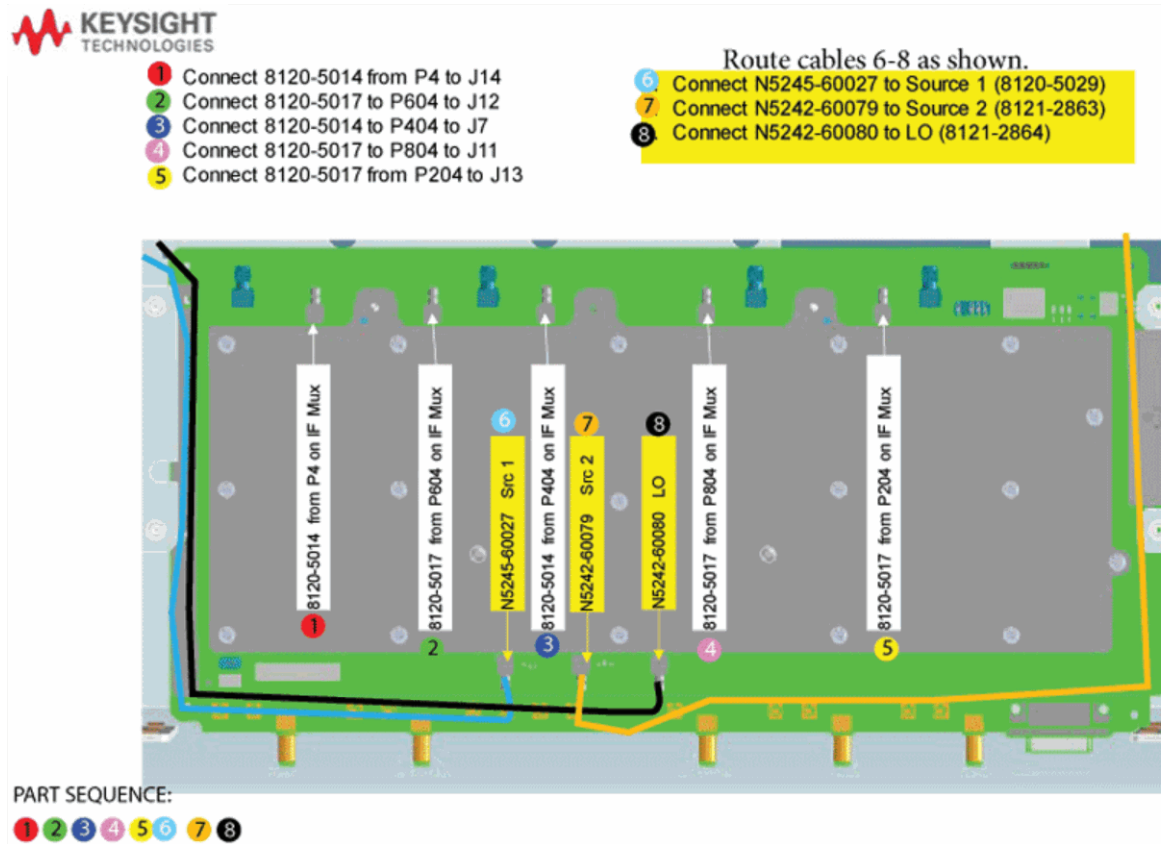 KEYSIGHT
TECHNOLOGIES
1 Connect 8120-5014 from P4 to J14
2 Connect 8120-5017 to P604 to J12
3 Connect 8120-5014 to P404 to J7
4 Connect 8120-5017 to P804 to J11
5 Connect 8120-5017 from P204 to J13
Route cables 6-8 as shown.
6 Connect N5245-60027 to Source 1 (8120-5029)
7 Connect N5242-60079 to Source 2 (8121-2863)
8 Connect N5242-60080 to LO (8121-2864)
8120-5014 from P4 on IF Mux
1
8120-5017 from P604 on IF Mux
2
6
N5245-60027 Src 1
8120-5014 from P404 on IF Mux
3
7
N5242-60079 Src 2
8
N5242-60080 LO
8120-5017 from P804 on IF Mux
4
8120-5017 from P204 on IF Mux
5
PART SEQUENCE:
1 2 3 4 5 6 7 8